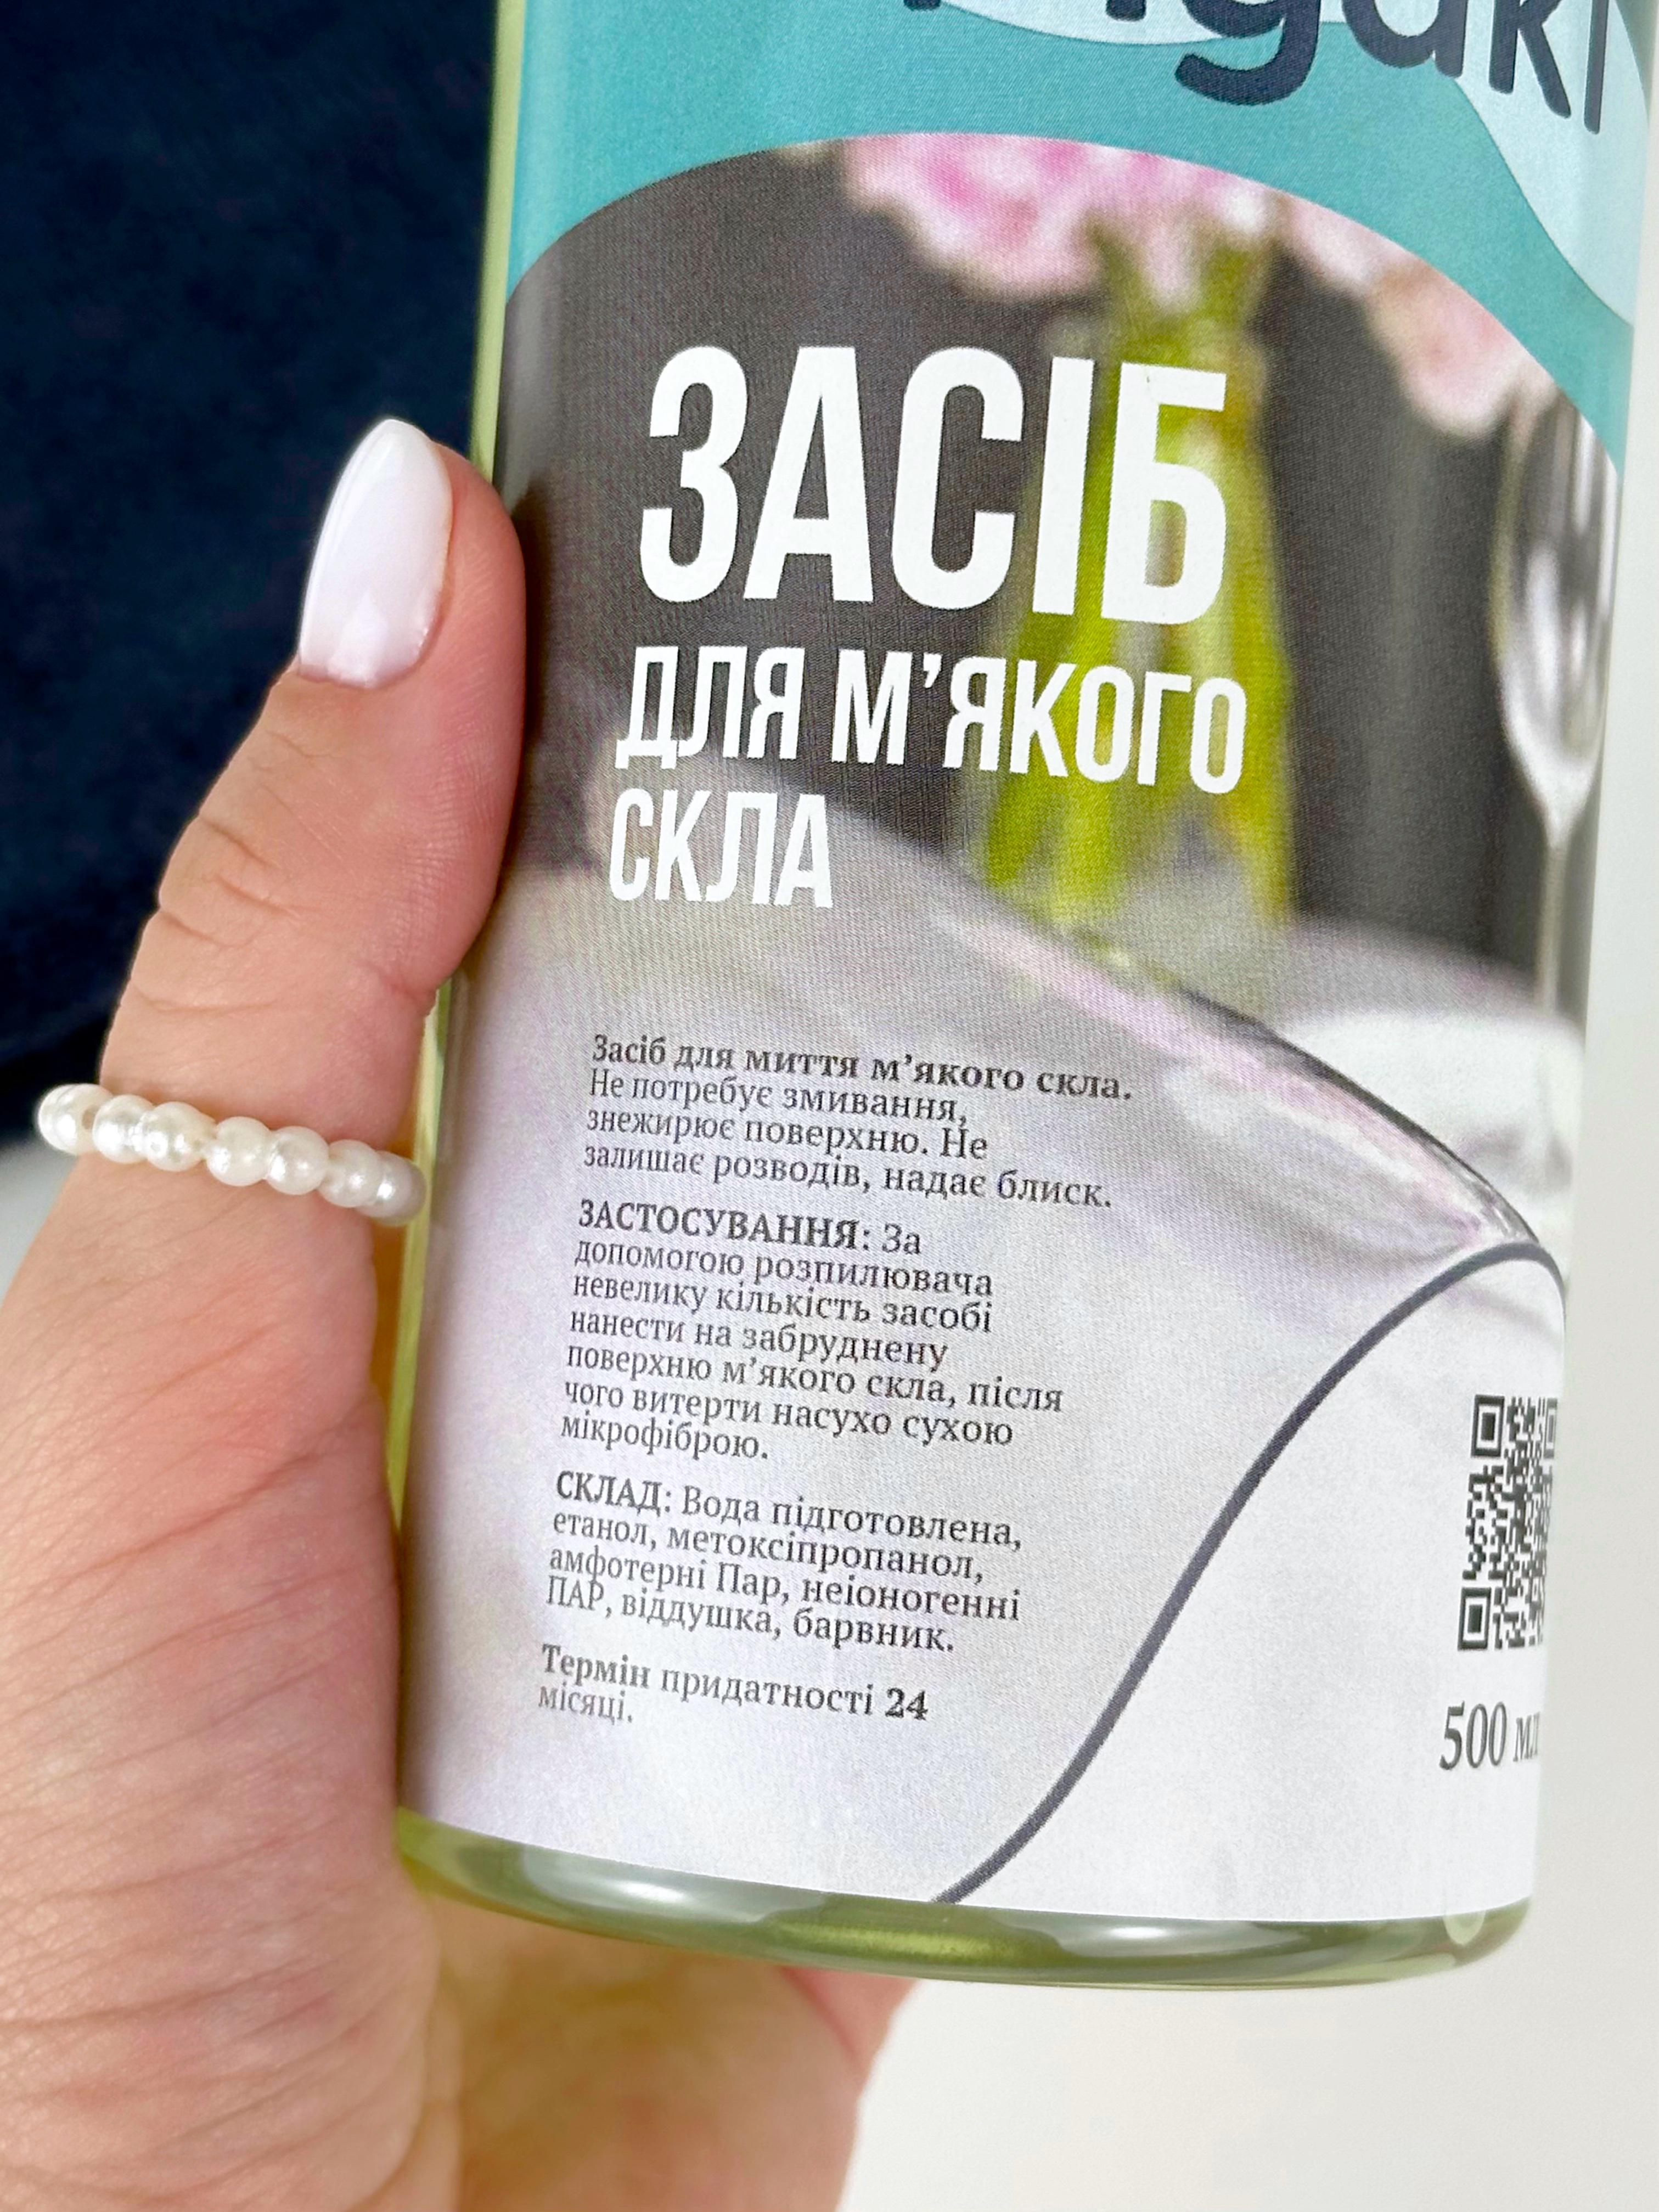 ЗАСІБ
ДЛЯ М’ЯКОГО
СКЛА
Засіб для миття м’якого скла.
Не потребує змивання,
знежирює поверхню. Не
залишає розводів, надає блиск.
ЗАСТОСУВАННЯ: За
допомогою розпилювача
невелику кількість засобі
нанести на забруднену
поверхню м’якого скла, після
чого витерти насухо сухою
мікрофіброю.
СКЛАД: Вода підготовлена,
етанол, метоксіпропанол,
амфотерні Пар, неіоногенні
ПАР, віддушка, барвник.
Термін придатності 24
місяці.
500 мл